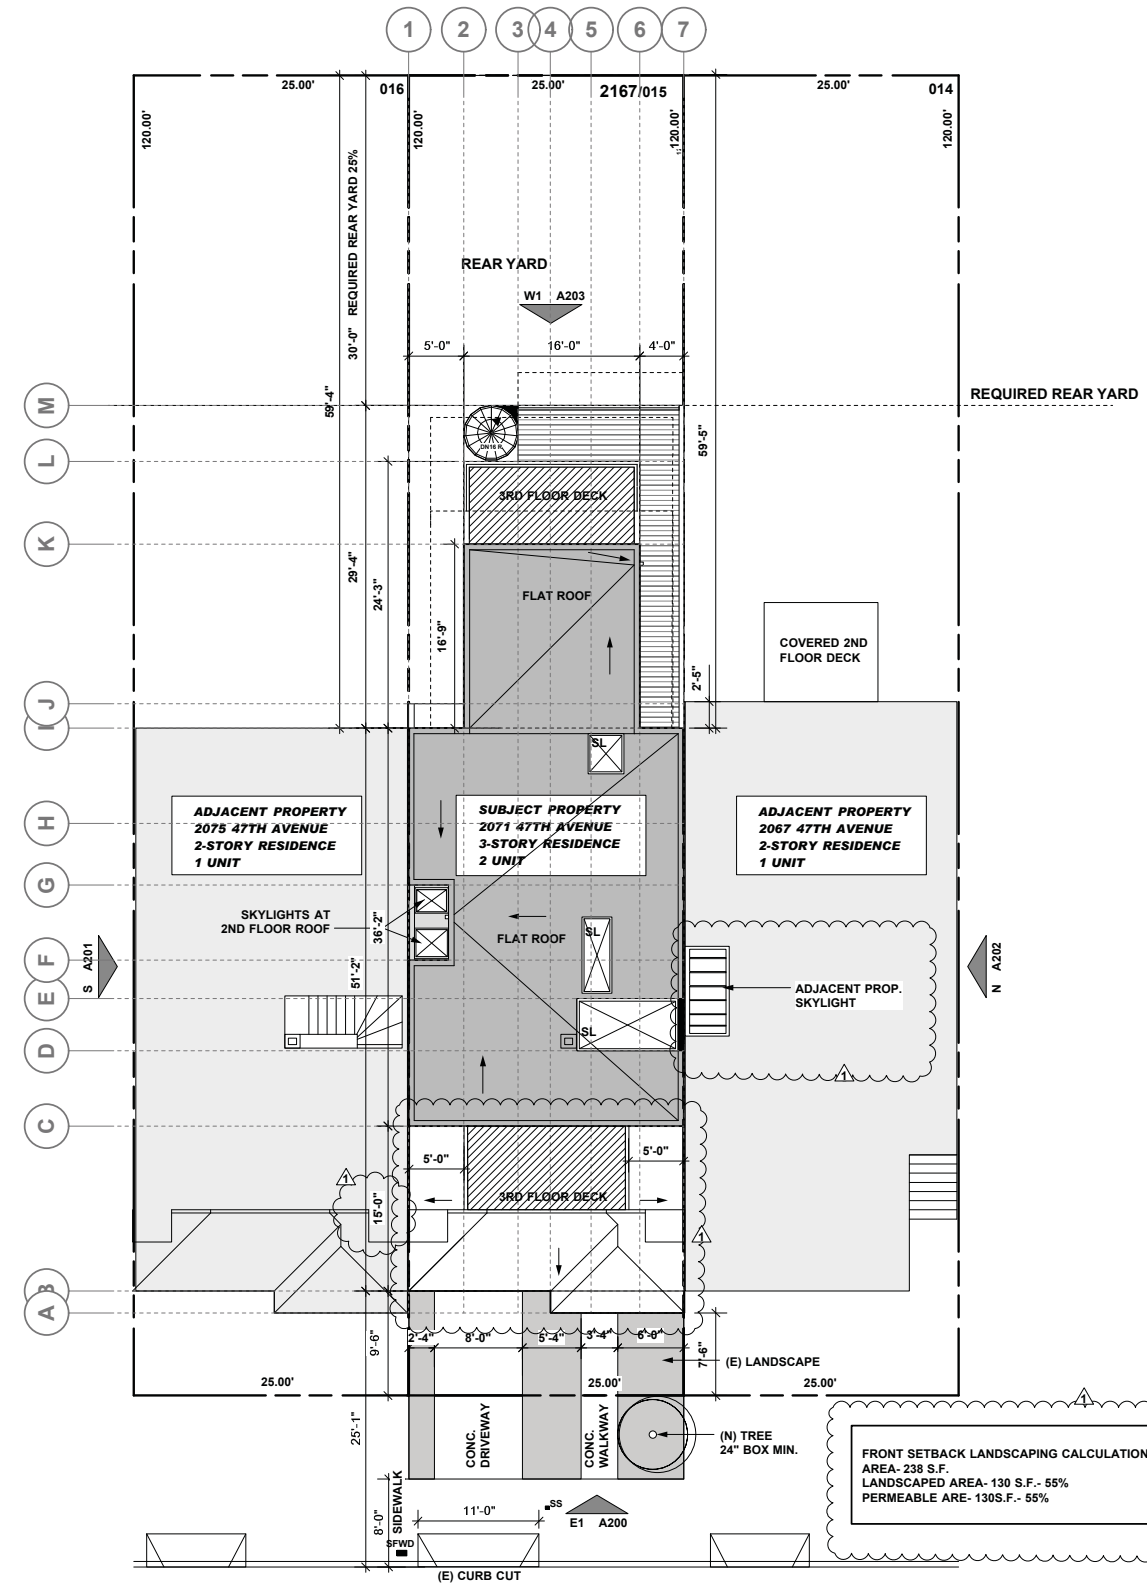 1 2 3 4 5 6 7
25.00' 016 25.00' 2167/015 25.00' 014
120.00' 120.00' 120.00' 120.00'
30'-0" REQUIRED REAR YARD 25%
REAR YARD
W1 A203
5'-0" 16'-0" 4'-0"
59'-4"
M
REQUIRED REAR YARD
59'-5"
DN16 R
L
3RD FLOOR DECK
K
29'-4"
24'-3"
16'-9"
FLAT ROOF
COVERED 2ND
FLOOR DECK
2'-5"
J
SL
H
ADJACENT PROPERTY
2075 47TH AVENUE
2-STORY RESIDENCE
1 UNIT
SUBJECT PROPERTY
2071 47TH AVENUE
3-STORY RESIDENCE
2 UNIT
ADJACENT PROPERTY
2067 47TH AVENUE
2-STORY RESIDENCE
1 UNIT
G
SKYLIGHTS AT
2ND FLOOR ROOF
36'-2"
FLAT ROOF
SL
F
S A201
51'-2"
N A202
E
ADJACENT PROP.
SKYLIGHT
SL
D
1
C
5'-0" 5'-0"
1
15'-0"
3RD FLOOR DECK
1
B
A
2'-4" 8'-0" 5'-4" 3'-4" 6'-0"
9'-6"
7'-6"
(E) LANDSCAPE
25.00' 25.00' 25.00'
1
25'-1"
CONC.
DRIVEWAY
CONC.
WALKWAY
(N) TREE
24" BOX MIN.
FRONT SETBACK LANDSCAPING CALCULATION
AREA- 238 S.F.
LANDSCAPED AREA- 130 S.F.- 55%
PERMEABLE ARE- 130S.F.- 55%
8'-0"
SIDEWALK
11'-0"
SS
E1 A200
SFWD
(E) CURB CUT